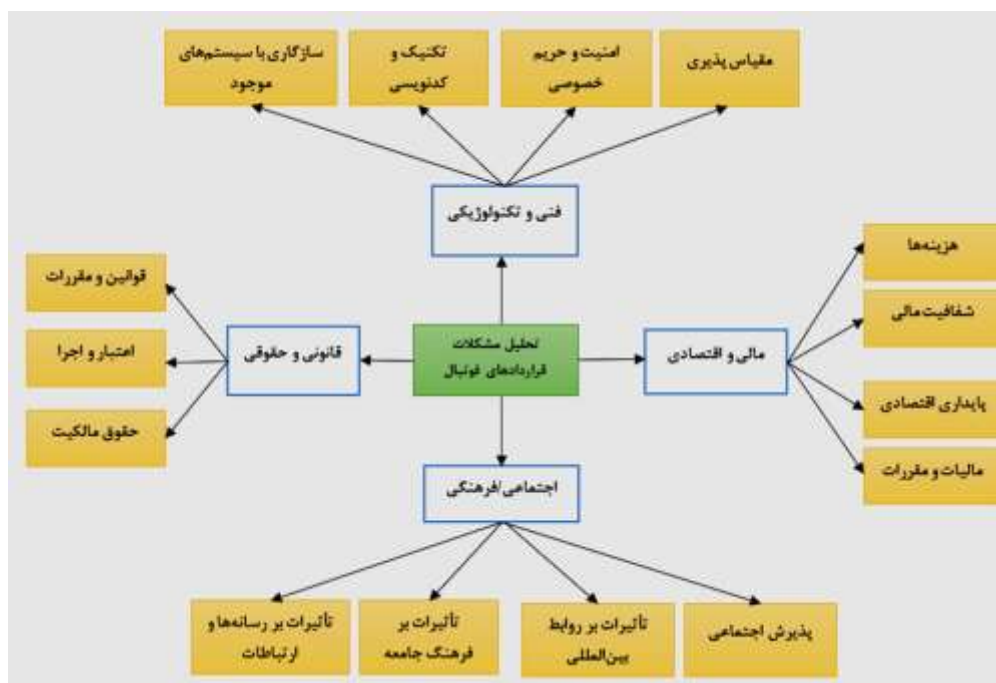 مقیاس پذیری
امنیت و حریم
خصوصی
تکنیک و
کدنویسی
سازگاری با سیستم‌های
موجود
فنی و تکنولوژیکی
هزینه‌ها
شفافیت مالی
پایداری اقتصادی
مالیات و مقررات
مالی و اقتصادی
تحلیل مشکلات
قراردادهای فوتبال
قانونی و حقوقی
قوانین و مقررات
اعتبار و اجرا
حقوق مالکیت
اجتماعی/فرهنگی
پذیرش اجتماعی
تأثیرات بر روابط
بین‌المللی
تأثیرات بر
فرهنگ جامعه
تأثیرات بر رسانه‌ها و
ارتباطات